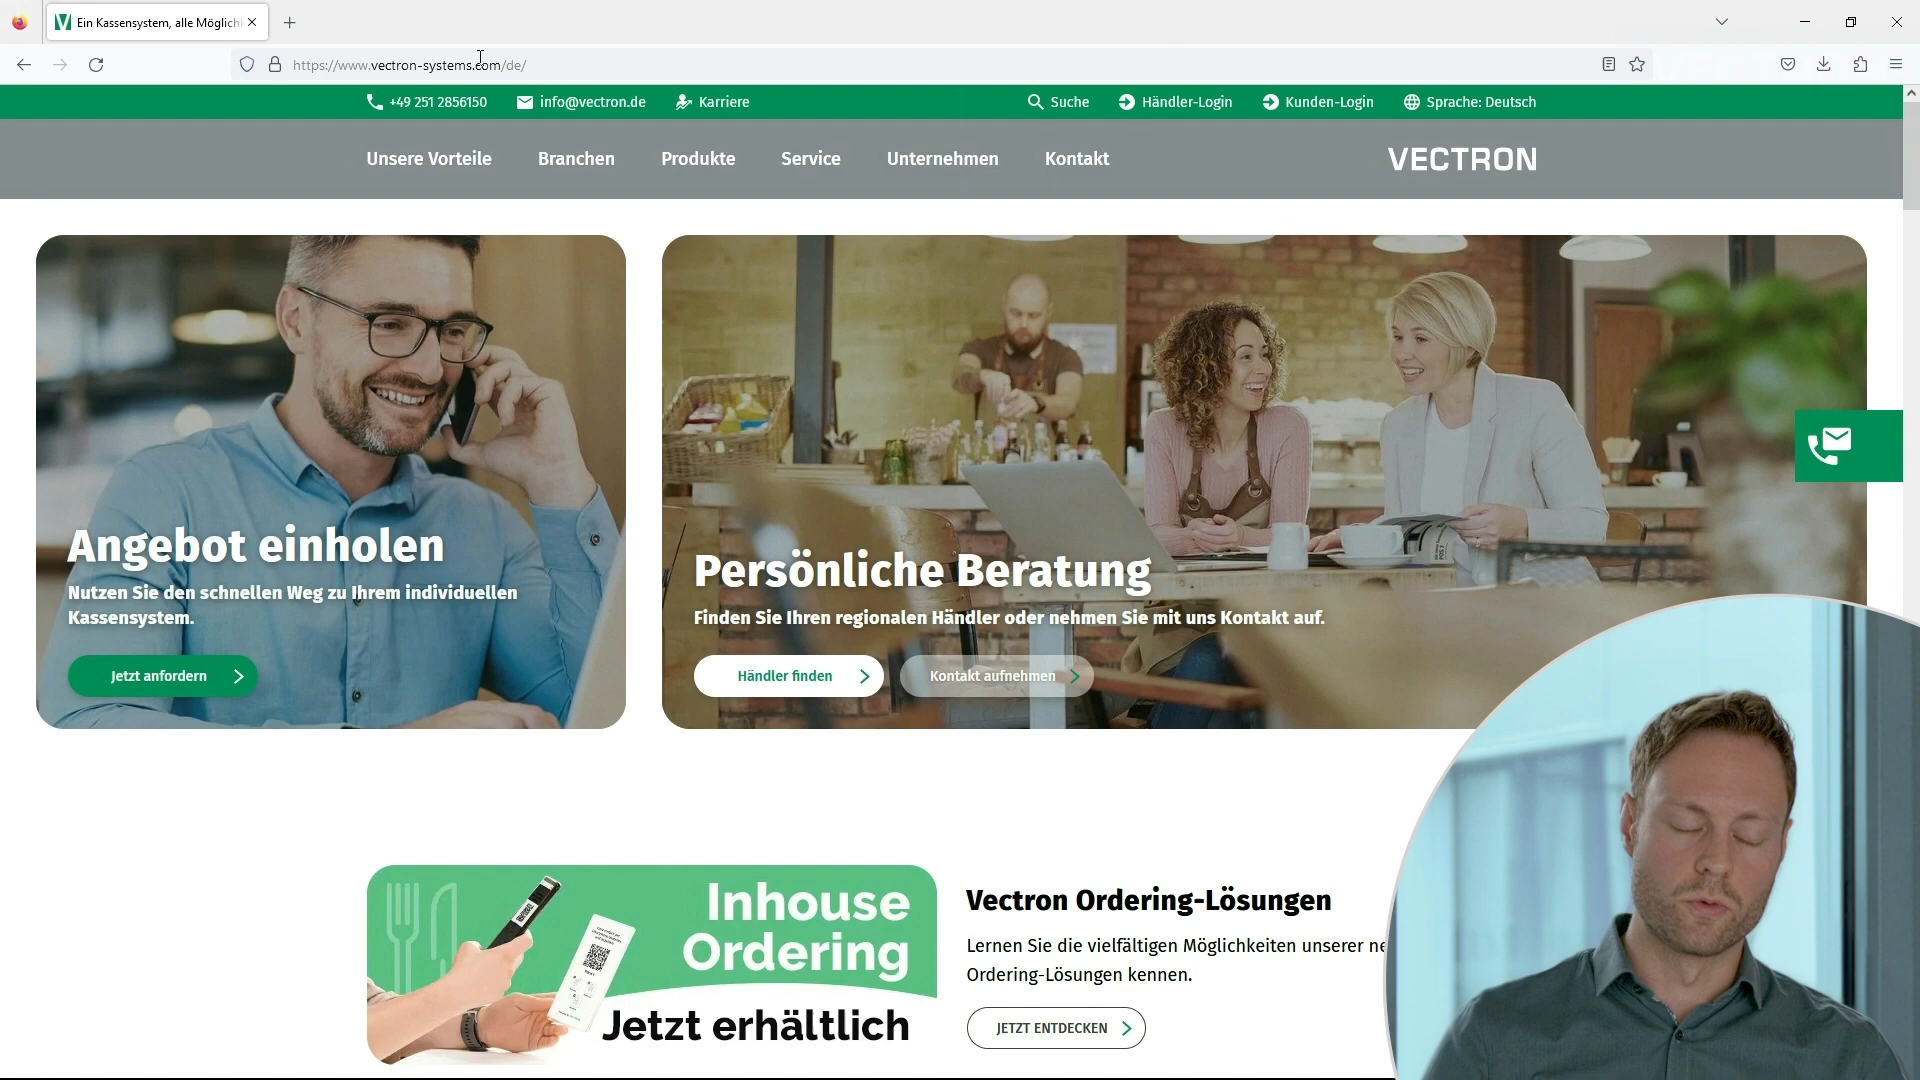 Ein Kassensystem, alle Möglich
https://www.vectron-systems.com/de/
+49 251 2856150
info@vectron.de
Karriere
Suche
Händler-Login
Kunden-Login
Sprache: Deutsch
Unsere Vorteile
Branchen
Produkte
Service
Unternehmen
Kontakt
VECTRON
Angebot einholen
Nutzen Sie den schnellen Weg zu Ihrem individuellen
Kassensystem.
Jetzt anfordern
Persönliche Beratung
Finden Sie Ihren regionalen Händler oder nehmen Sie mit uns Kontakt auf.
Händler finden
Kontakt aufnehmen
Inhouse
Ordering
Jetzt erhältlich
Vectron Ordering-Lösungen
Lernen Sie die vielfältigen Möglichkeiten unserer ne
Ordering-Lösungen kennen.
JETZT ENTDECKEN